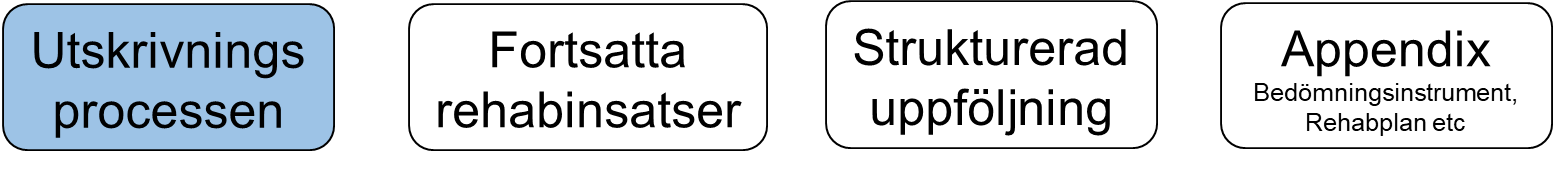 Utskrivnings
processen
Fortsatta
rehabinsatser
Strukturerad
uppföljning
Appendix
Bedömningsinstrument,
Rehabplan etc